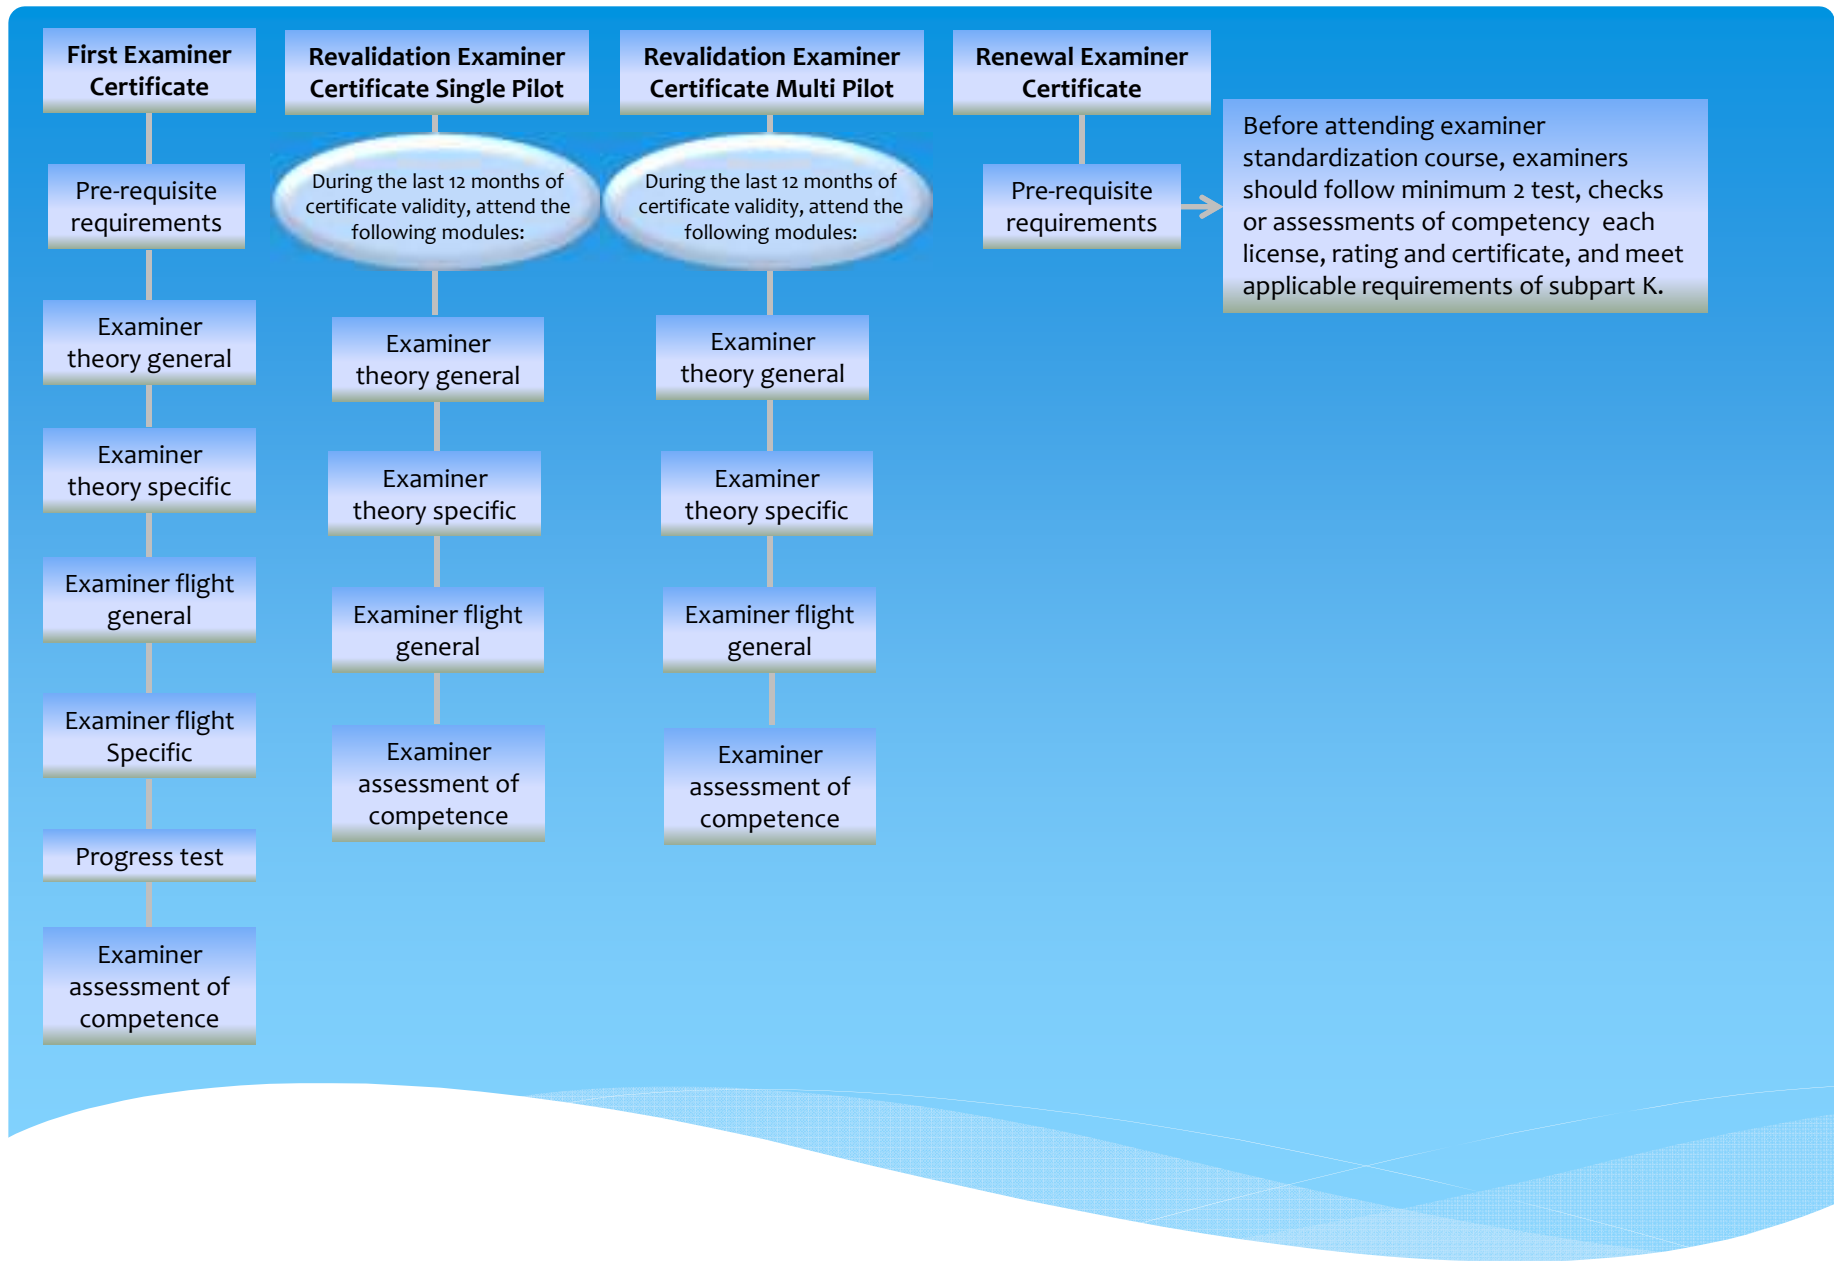 First Examiner
Certificate
Pre-requisite
requirements
Examiner
theory general
Examiner
theory specific
Examiner flight
general
Examiner flight
Specific
Progress test
Examiner
assessment of
competence
Revalidation Examiner
Certificate Single Pilot
During the last 12 months of
certificate validity, attend the
following modules:
Examiner
theory general
Examiner
theory specific
Examiner flight
general
Examiner
assessment of
competence
Revalidation Examiner
Certificate Multi Pilot
During the last 12 months of
certificate validity, attend the
following modules:
Examiner
theory general
Examiner
theory specific
Examiner flight
general
Examiner
assessment of
competence
Renewal Examiner
Certificate
Pre-requisite
requirements
Before attending examiner
standardization course, examiners
should follow minimum 2 test, checks
or assessments of competency each
license, rating and certificate, and meet
applicable requirements of subpart K.